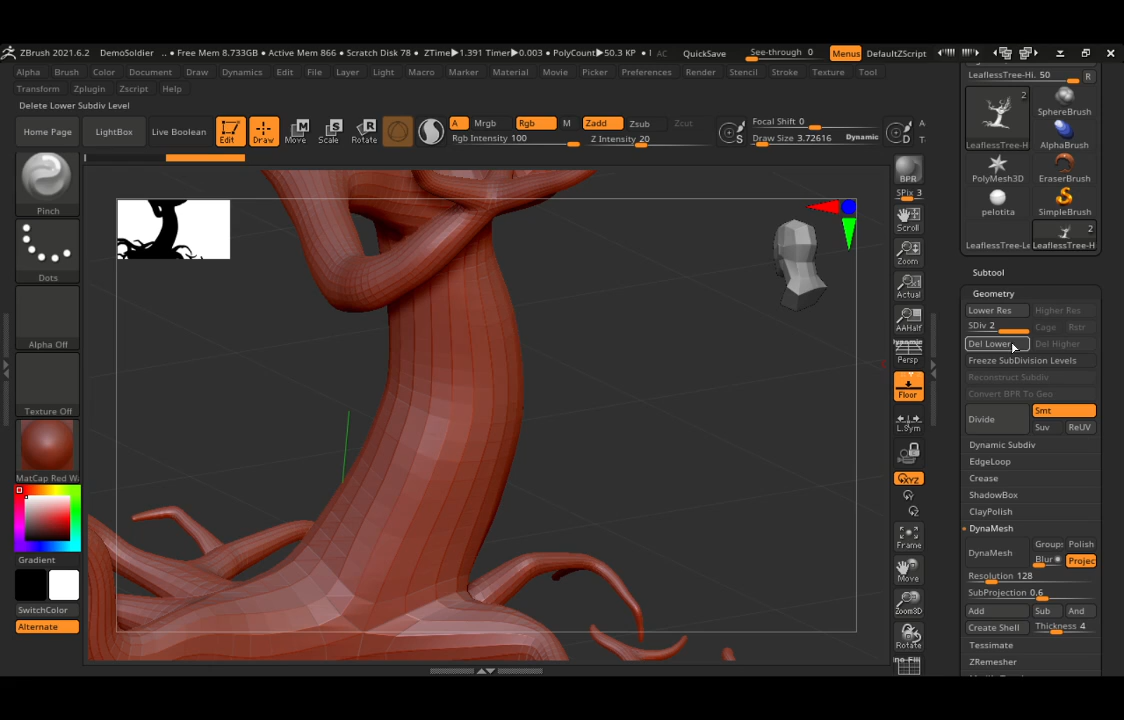 ZBrush 2021.6.2 DemoSoldier .. • Free Mem 8.733GB • Active Mem 866 • Scratch Disk 78 • ZTime▶1.391 Timer▶0.003 • PolyCount▶50.3 KP • AC QuickSave See-through 0 Menus DefaultZScript
Alpha Brush Color Document Draw Dynamics Edit File Layer Light Macro Marker Material Movie Picker Preferences Render Stencil Stroke Texture Tool
Transform Zplugin Zscript Help
Delete Lower Subdiv Level
Home Page LightBox Live Boolean Edit Draw Move Scale Rotate
A Mrgb Rgb M Zadd Zsub Zcut
Rgb Intensity 100 Z Intensity 20
Focal Shift 0
Draw Size 3.72616 Dynamic
S D
Pinch
Dots
Alpha Off
Texture Off
MatCap Red W
Gradient
SwitchColor
Alternate
BPR
SPix 3
Scroll
Zoom
Actual
AAHalf
Dynamic
Persp
Floor
L.Sym
XYZ
Frame
Move
Zoom3D
Rotate
LeaflessTree-Hi. 50 R
2
LeaflessTree-H
SphereBrush
AlphaBrush
PolyMesh3D
EraserBrush
pelotita
SimpleBrush
2
LeaflessTree-Le LeaflessTree-H
Subtool
Geometry
Lower Res Higher Res
SDiv 2 Cage Rstr
Del Lower Del Higher
Freeze SubDivision Levels
Reconstruct Subdiv
Convert BPR To Geo
Divide Smt
Suv ReUV
Dynamic Subdiv
EdgeLoop
Crease
ShadowBox
ClayPolish
DynaMesh
DynaMesh Group Polish
Blur Projec
Resolution 128
SubProjection 0.6
Add Sub And
Create Shell Thickness 4
Tessimate
ZRemesher